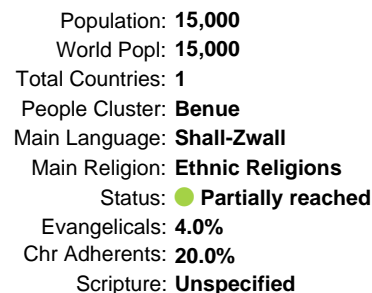 Population: 15,000
World Popl: 15,000
Total Countries: 1
People Cluster: Benue
Main Language: Shall-Zwall
Main Religion: Ethnic Religions
Status: Partially reached
Evangelicals: 4.0%
Chr Adherents: 20.0%
Scripture: Unspecified